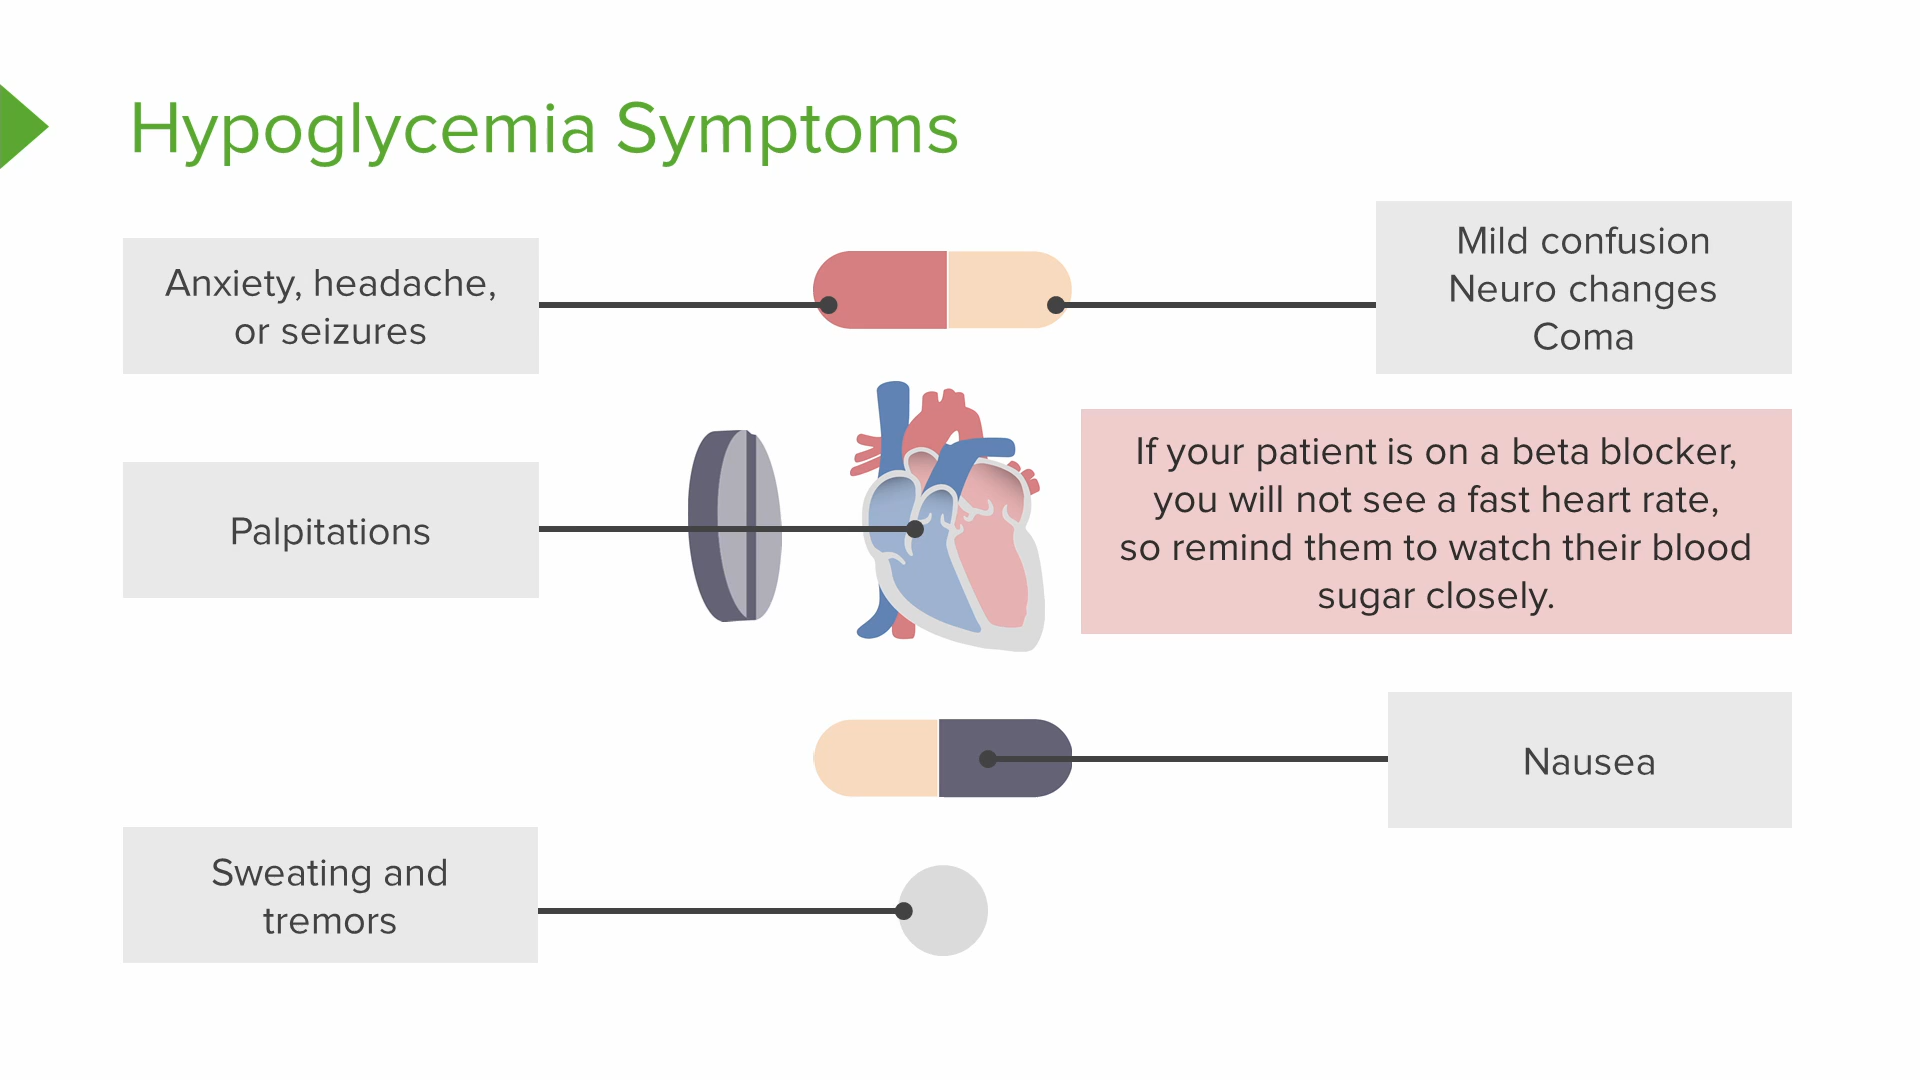 Hypoglycemia Symptoms
Anxiety, headache,
or seizures
Mild confusion
Neuro changes
Coma
Palpitations
If your patient is on a beta blocker,
you will not see a fast heart rate,
so remind them to watch their blood
sugar closely.
Nausea
Sweating and
tremors